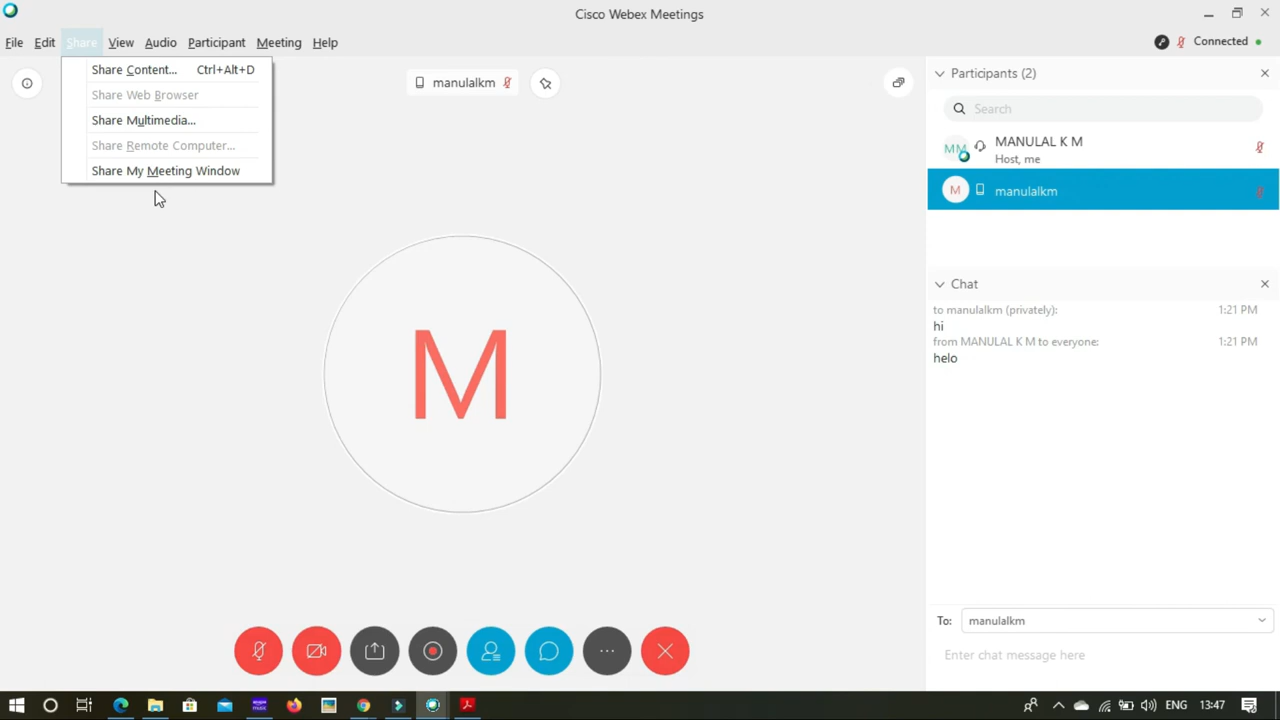 Cisco Webex Meetings
File Edit Share View Audio Participant Meeting Help
Connected
Share Content... Ctrl+Alt+D
Share Web Browser
Share Multimedia...
Share Remote Computer...
Share My Meeting Window
manulalkm
M
Participants (2)
Search
MM
MANULAL K M
Host, me
M
manulalkm
Chat
to manulalkm (privately): 1:21 PM
hi
from MANULAL K M to everyone: 1:21 PM
helo
To: manulalkm
Enter chat message here
amazon
music
ENG 13:47